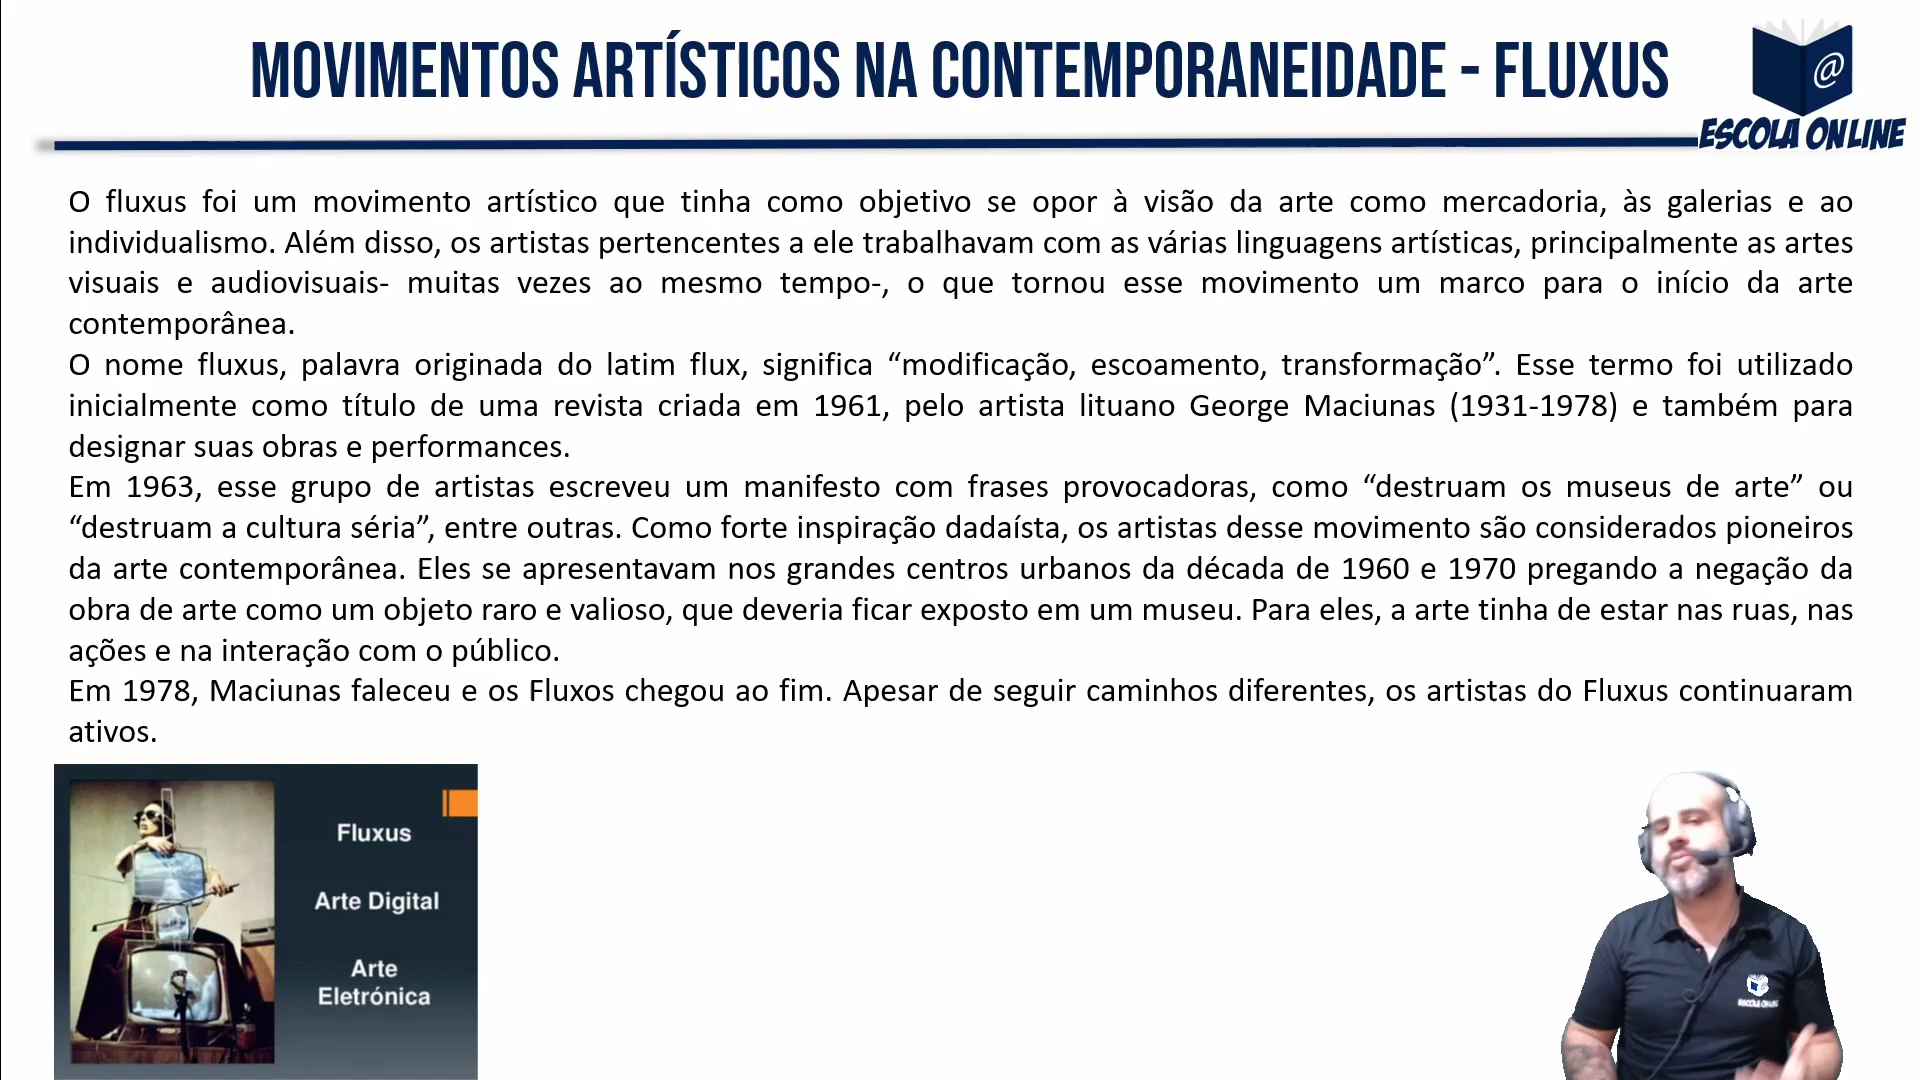 MOVIMENTOS ARTÍSTICOS NA CONTEMPORANEIDADE - FLUXUS
@
ESCOLA ONLINE
O fluxus foi um movimento artístico que tinha como objetivo se opor à visão da arte como mercadoria, às galerias e ao
individualismo. Além disso, os artistas pertencentes a ele trabalhavam com as várias linguagens artísticas, principalmente as artes
visuais e audiovisuais- muitas vezes ao mesmo tempo-, o que tornou esse movimento um marco para o início da arte
contemporânea.
O nome fluxus, palavra originada do latim flux, significa “modificação, escoamento, transformação”. Esse termo foi utilizado
inicialmente como título de uma revista criada em 1961, pelo artista lituano George Maciunas (1931-1978) e também para
designar suas obras e performances.
Em 1963, esse grupo de artistas escreveu um manifesto com frases provocadoras, como “destruam os museus de arte” ou
“destruam a cultura séria”, entre outras. Como forte inspiração dadaísta, os artistas desse movimento são considerados pioneiros
da arte contemporânea. Eles se apresentavam nos grandes centros urbanos da década de 1960 e 1970 pregando a negação da
obra de arte como um objeto raro e valioso, que deveria ficar exposto em um museu. Para eles, a arte tinha de estar nas ruas, nas
ações e na interação com o público.
Em 1978, Maciunas faleceu e os Fluxos chegou ao fim. Apesar de seguir caminhos diferentes, os artistas do Fluxus continuaram
ativos.
Fluxus
Arte Digital
Arte
Eletrónica
ESCOLA ONLINE